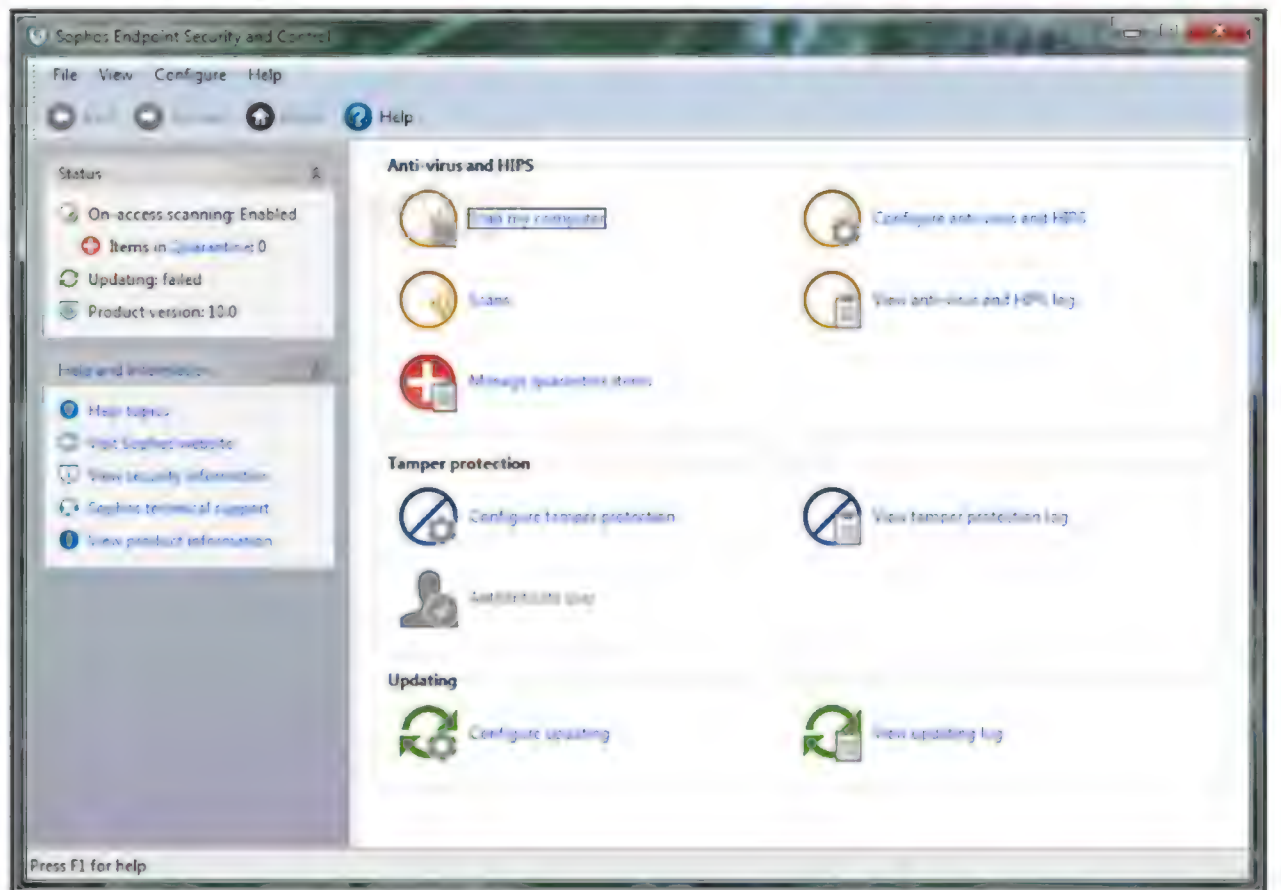 Sophos Endpoint Security and Control
File View Configure Help
Help
Status
On-access scanning: Enabled
Items in Quarantine: 0
Updating: failed
Product version: 10.0
Help and information
Help topics
Visit Sophos website
View security information
Sophos technical support
View product information
Anti-virus and HIPS
Scan my computer
Configure anti-virus and HIPS
Scans
View anti-virus and HIPS log
Manage quarantine items
Tamper protection
Configure tamper protection
View tamper protection log
Authenticate user
Updating
Configure updating
View updating log
Press F1 for help